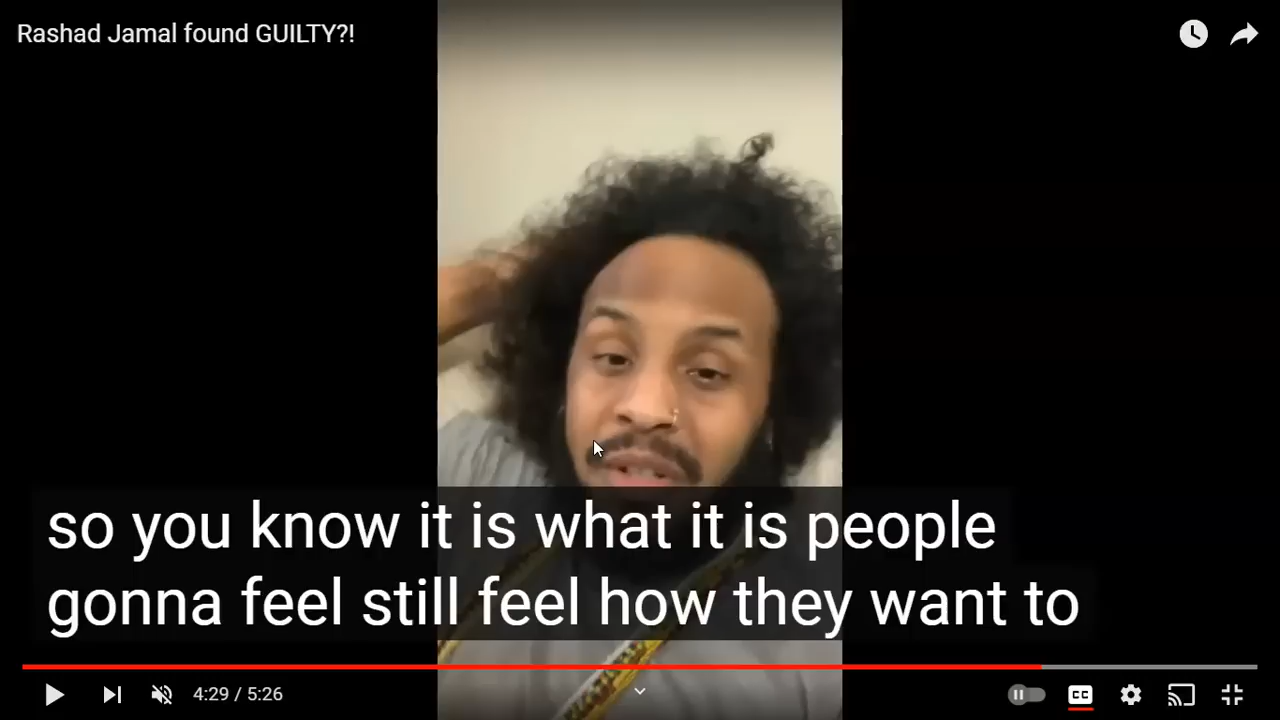 Rashad Jamal found GUILTY?!
so you know it is what it is people
gonna feel still feel how they want to
4:29 / 5:26
CC